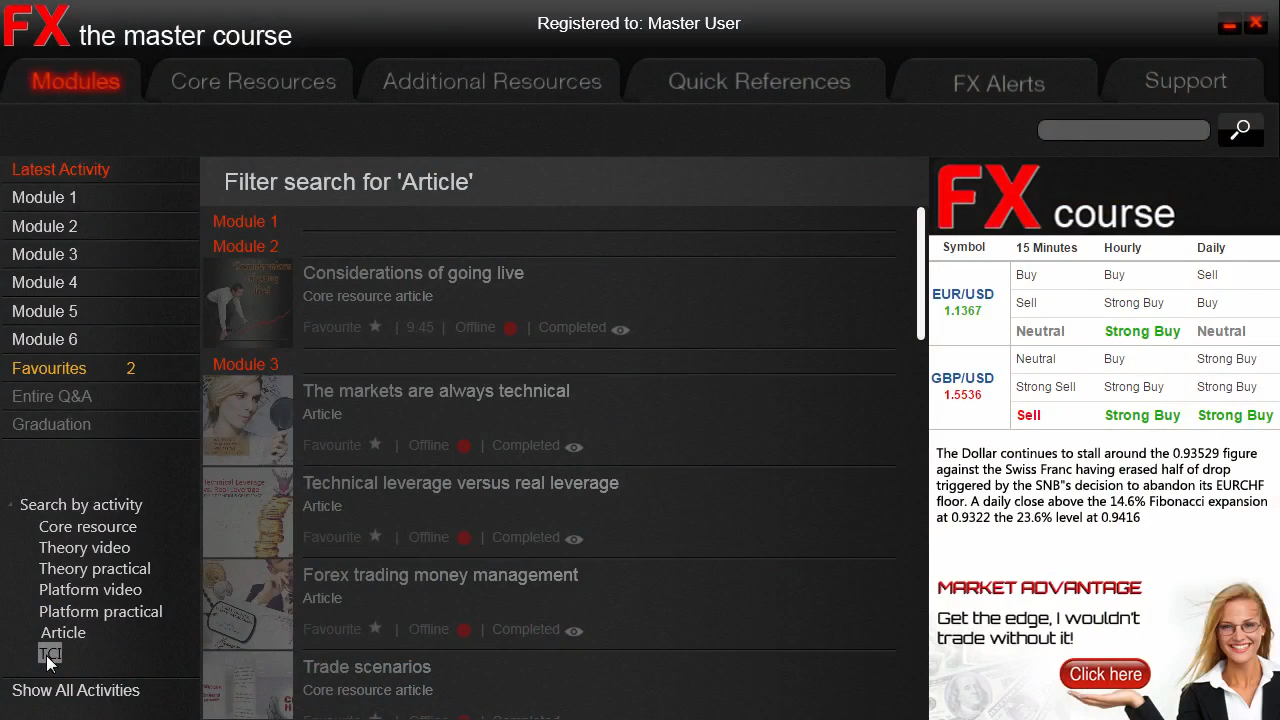 FX the master course
Registered to: Master User
Modules
Core Resources
Additional Resources
Quick References
FX Alerts
Support
Latest Activity
Module 1
Module 2
Module 3
Module 4
Module 5
Module 6
Favourites 2
Entire Q&A
Graduation
Search by activity
Core resource
Theory video
Theory practical
Platform video
Platform practical
Article
TCI
Show All Activities
Filter search for 'Article'
Module 1
Module 2
Considerations of going live
Core resource article
Favourite | 9.45 | Offline | Completed
Module 3
The markets are always technical
Article
Favourite | Offline | Completed
Technical leverage versus real leverage
Article
Favourite | Offline | Completed
Forex trading money management
Article
Favourite | Offline | Completed
Trade scenarios
Core resource article
FX course
Symbol 15 Minutes Hourly Daily
Buy Buy Sell
EUR/USD
Sell Strong Buy Buy
1.1367
Neutral Strong Buy Neutral
Neutral Buy Strong Buy
GBP/USD
Strong Sell Strong Buy Strong Buy
1.5536
Sell Strong Buy Strong Buy
The Dollar continues to stall around the 0.93529 figure
against the Swiss Franc having erased half of drop
triggered by the SNB"s decision to abandon its EURCHF
floor. A daily close above the 14.6% Fibonacci expansion
at 0.9322 the 23.6% level at 0.9416
MARKET ADVANTAGE
Get the edge, I wouldn't
trade without it!
Click here